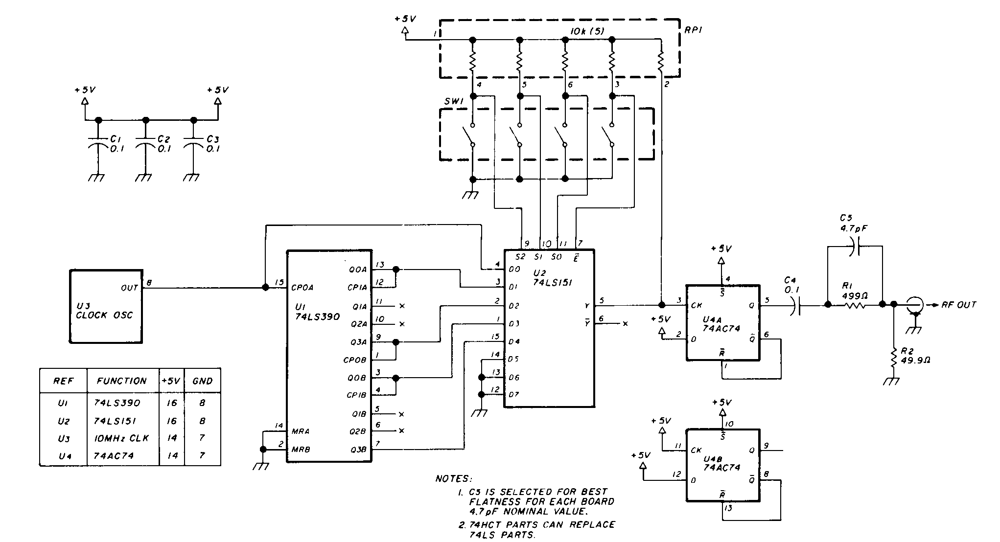 +5V
1
10k (5)
RP1
4
5
6
3
2
SW1
+5V
+5V
C1
0.1
C2
0.1
C3
0.1
C5
4.7pF
R1
499Ω
C4
0.1
RF OUT
R2
49.9Ω
U3
CLOCK OSC
OUT
8
15
CP0A
U1
74LS390
Q0A
13
CP1A
12
Q1A
11
x
Q2A
10
x
Q3A
9
CP0B
1
Q0B
3
CP1B
4
Q1B
5
x
Q2B
6
x
Q3B
7
14
MRA
2
MRB
9
10
11
7
S2
S1
S0
E̅
U2
74LS151
4
D0
3
D1
2
D2
1
D3
15
D4
14
D5
13
D6
12
D7
Y
5
Y̅
6
x
+5V
4
S̅
3
CK
+5V
2
D
U4A
74AC74
Q
5
Q̅
6
R̅
1
+5V
10
S̅
+5V
11
CK
+5V
12
D
U4B
74AC74
Q
9
Q̅
8
R̅
13
REF FUNCTION +5V GND
U1 74LS390 16 8
U2 74LS151 16 8
U3 10MHz CLK 14 7
U4 74AC74 14 7
NOTES:
1. C5 IS SELECTED FOR BEST
FLATNESS FOR EACH BOARD
4.7pF NOMINAL VALUE.
2. 74HCT PARTS CAN REPLACE
74LS PARTS.